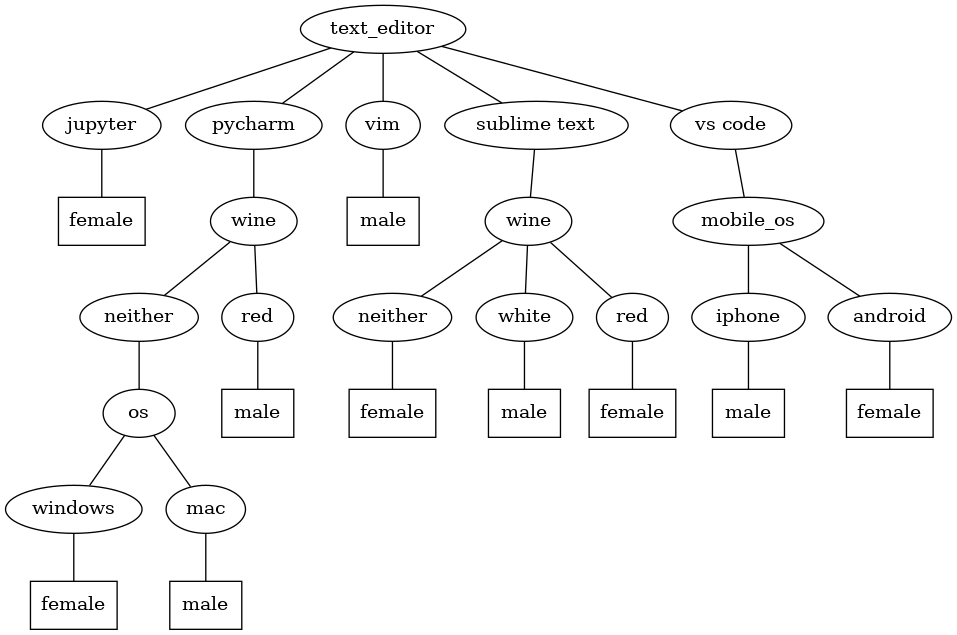 text_editor
jupyter pycharm vim sublime text vs code
female wine male wine mobile_os
neither red neither white red iphone android
os male female male female male female
windows mac
female male